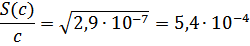 S(c)/c = √(2,9 · 10⁻⁷) = 5,4 · 10⁻⁴